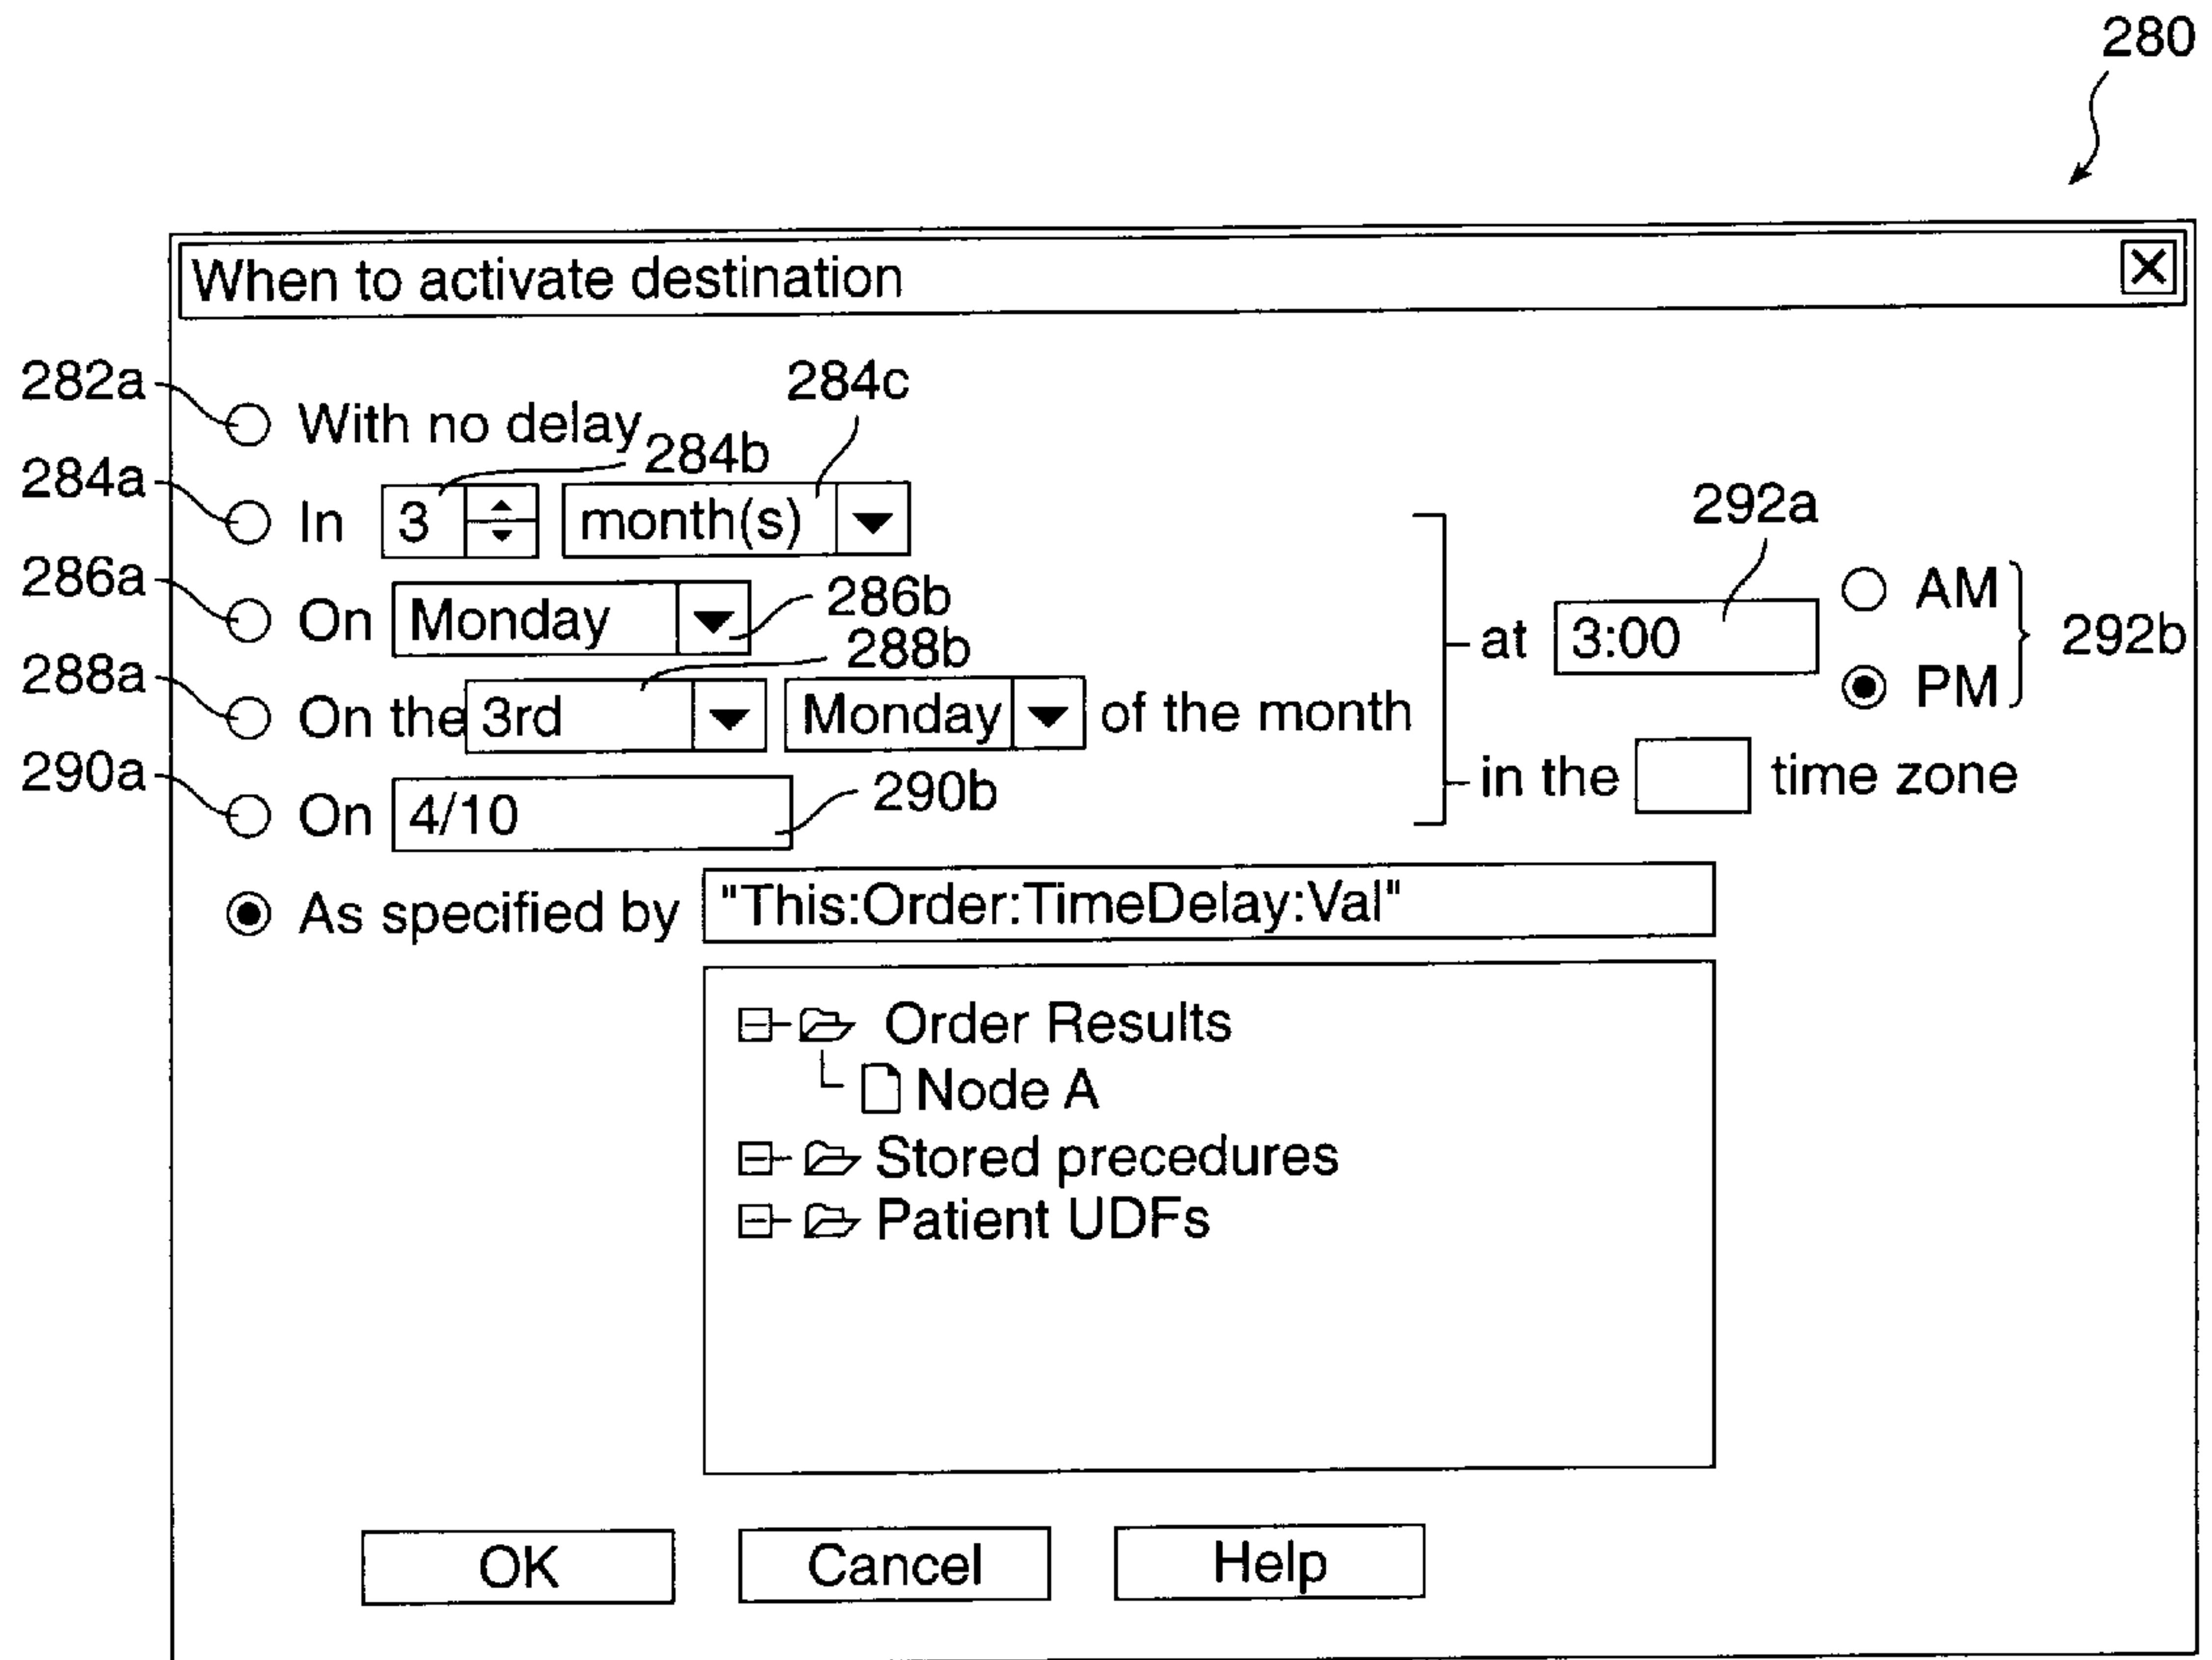 280
When to activate destination
282a
With no delay
284c
284b
284a
In 3 month(s)
292a
286a
On Monday
286b
at 3:00
AM
PM
292b
288b
288a
On the 3rd Monday of the month
in the time zone
290a
On 4/10
290b
As specified by "This:Order:TimeDelay:Val"
Order Results
Node A
Stored precedures
Patient UDFs
OK Cancel Help